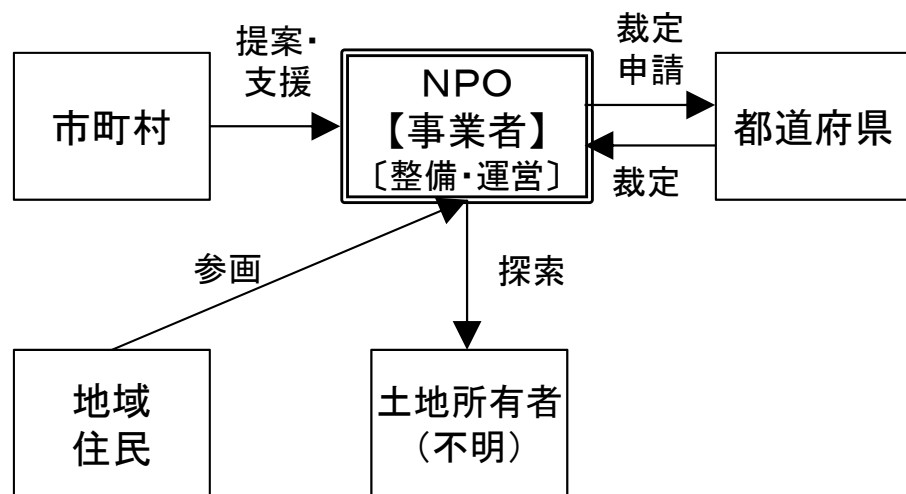 提案・
支援
裁定
申請
市町村
NPO
【事業者】
〔整備・運営〕
都道府県
裁定
参画
探索
地域
住民
土地所有者
（不明）